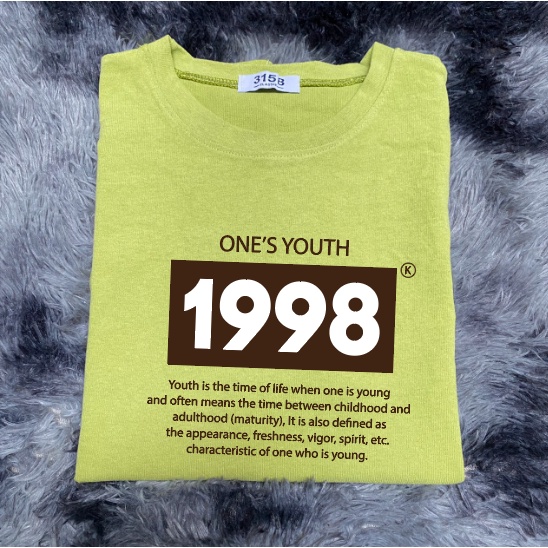 315B
ONE'S YOUTH
K
1998
Youth is the time of life when one is young
and often means the time between childhood and
adulthood (maturity), It is also defined as
the appearance, freshness, vigor, spirit, etc.
characteristic of one who is young.